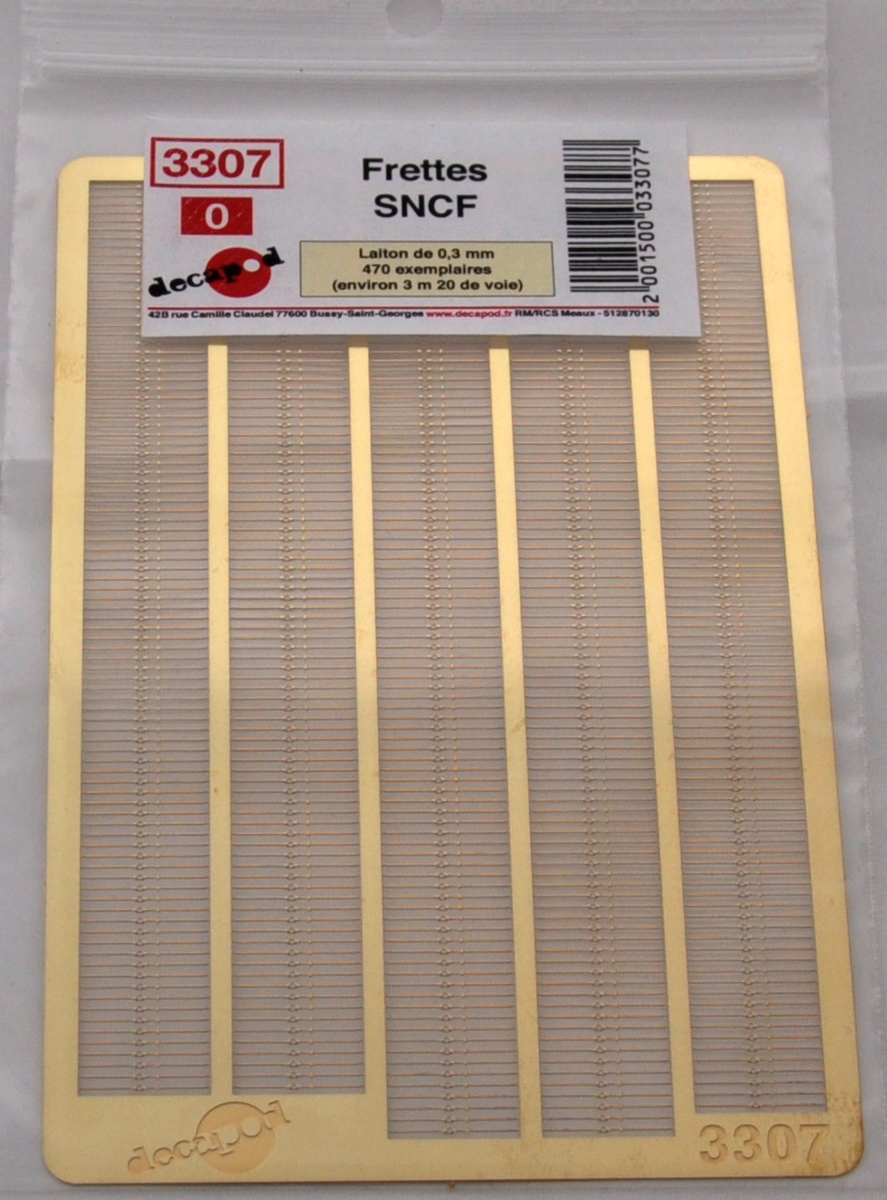 3307
0
decapod
Frettes
SNCF
Laiton de 0,3 mm
470 exemplaires
(environ 3 m 20 de voie)
2 001500 033077
42B rue Camille Claudel 77600 Bussy-Saint-Georges www.decapod.fr RM/RCS Meaux - 512870130
decapod
3307